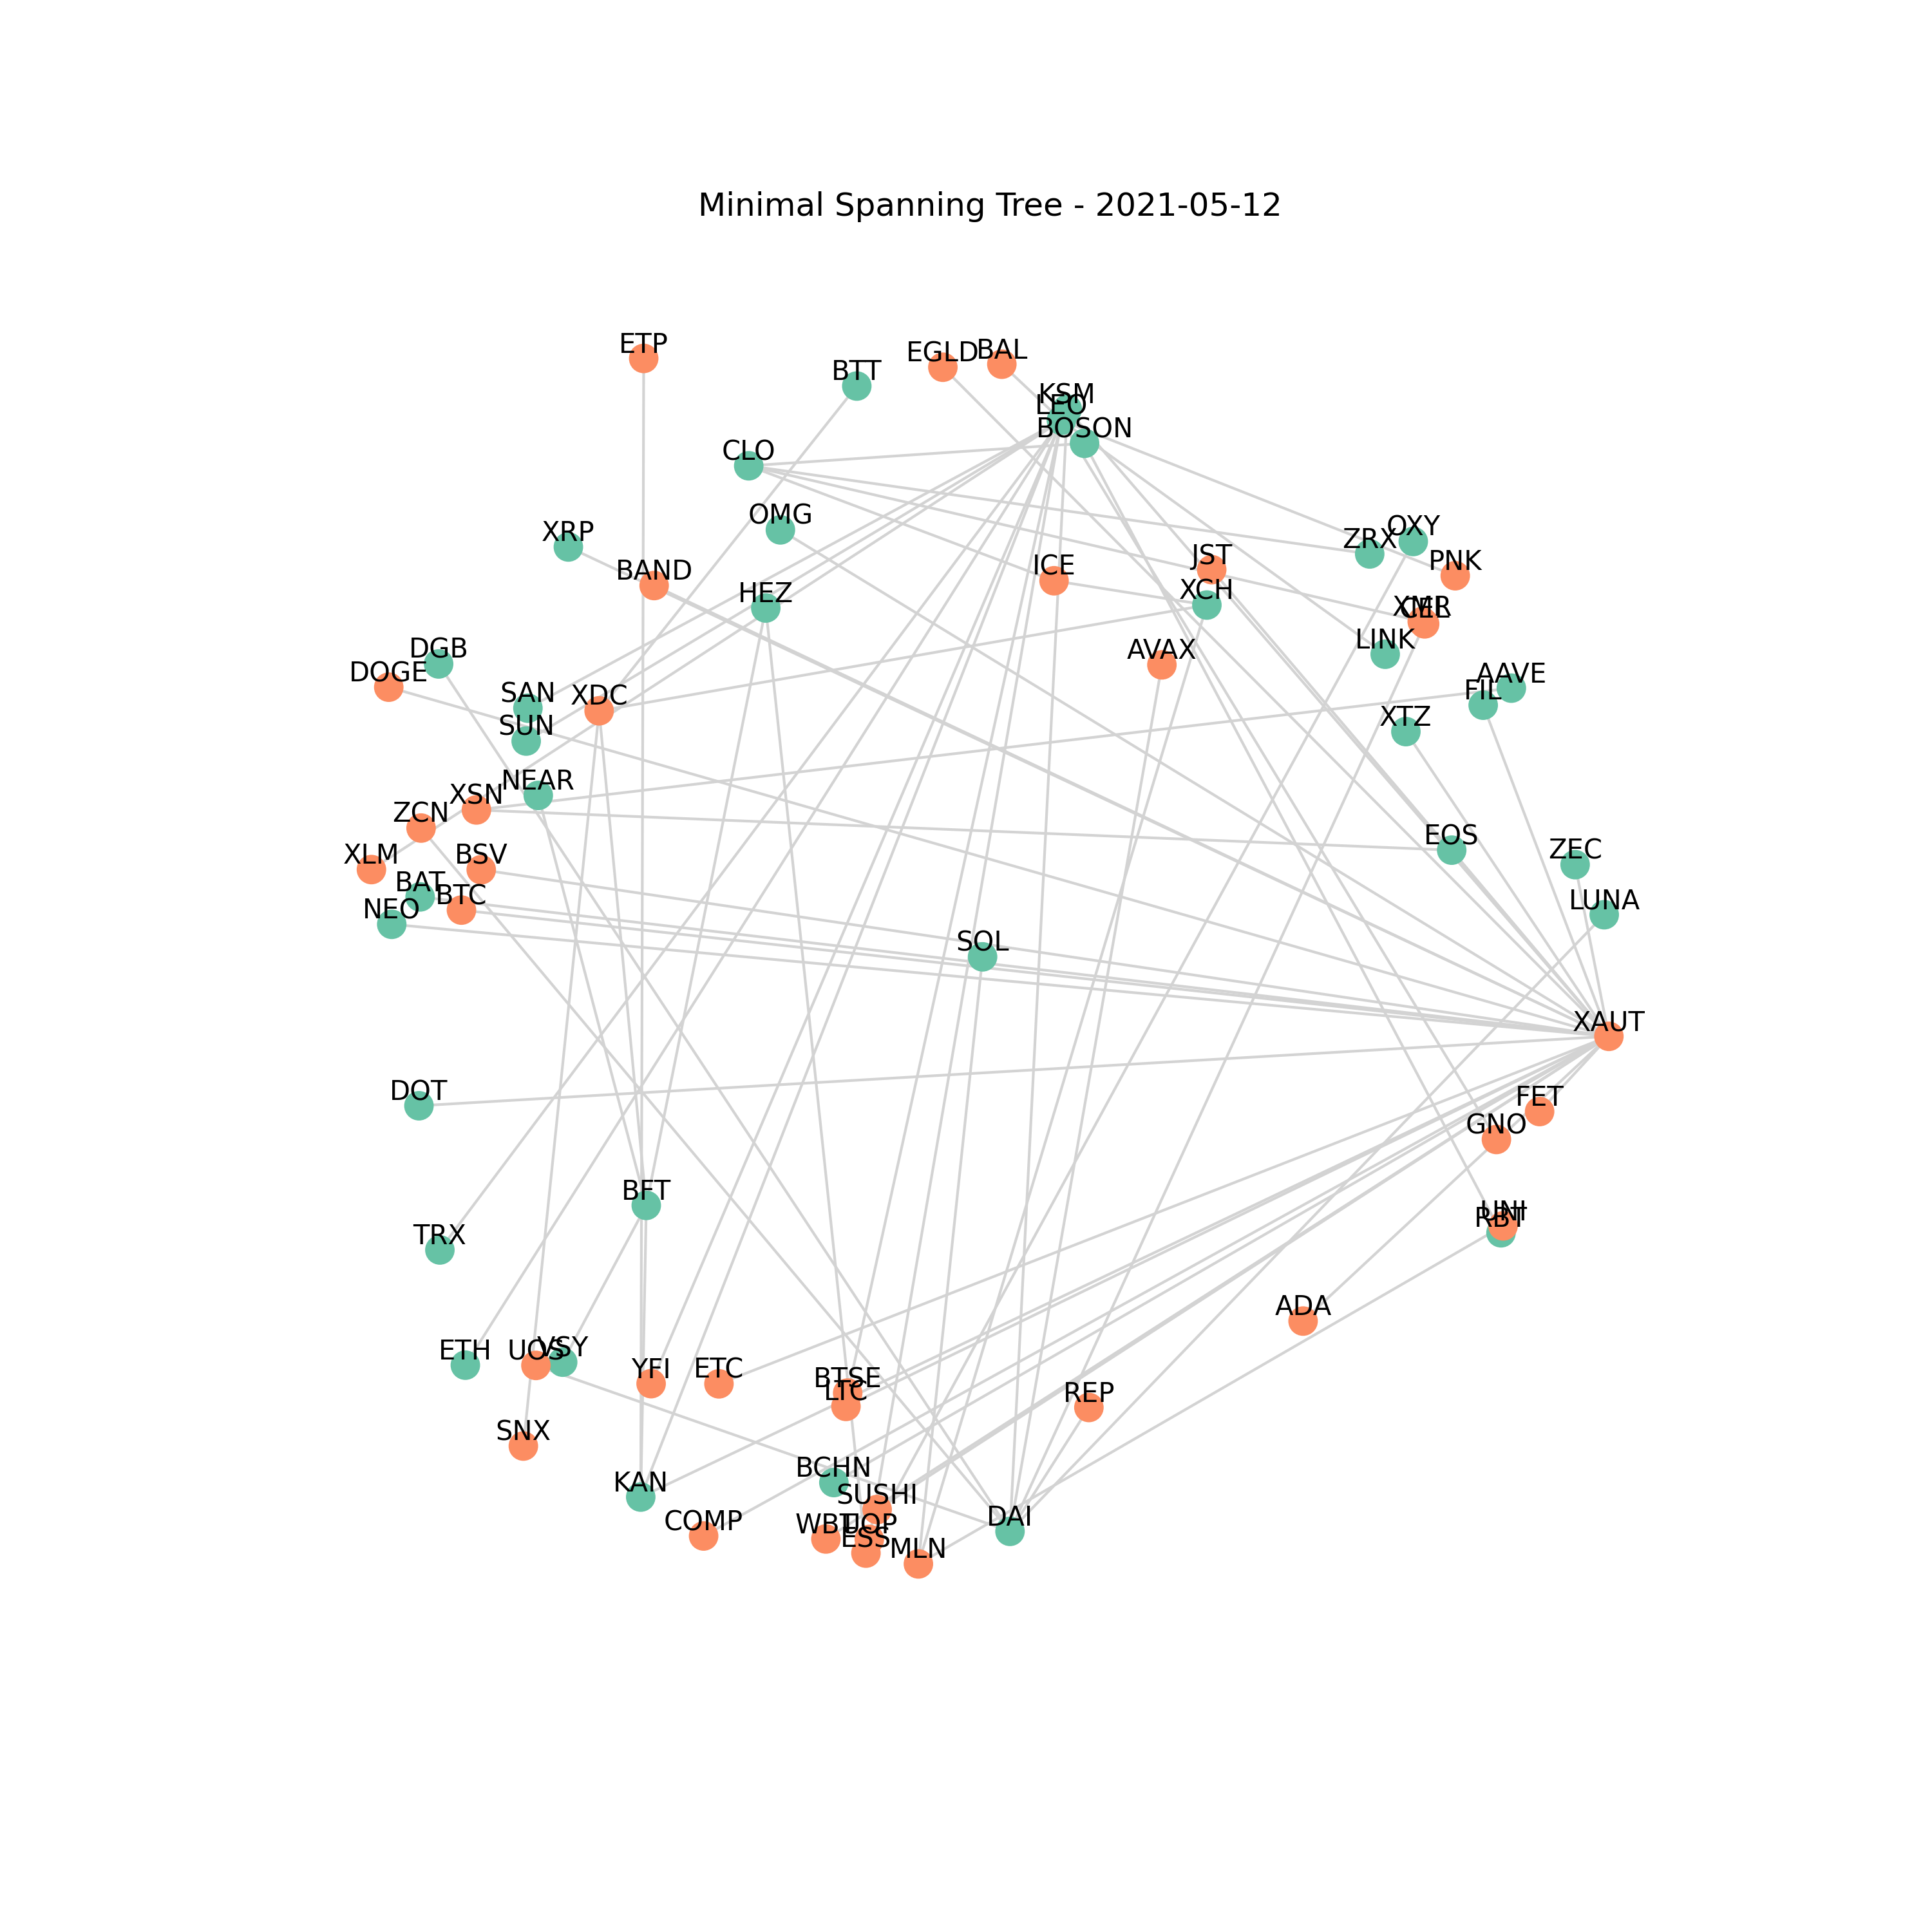 Minimal Spanning Tree - 2021-05-12
ETP
EGLD
BAL
BTT
KSM
LEO
BOSON
CLO
OMG
OXY
XRP
ZRX
JST
PNK
ICE
BAND
XCH
HEZ
XMR
CEL
LINK
DGB
AVAX
DOGE
AAVE
FIL
SAN
XDC
XTZ
SUN
NEAR
XSN
ZCN
EOS
ZEC
XLM
BSV
BAT
BTC
LUNA
NEO
SOL
XAUT
DOT
FET
GNO
BFT
UNI
RBT
TRX
ADA
VSY
ETH
UOS
YFI
ETC
BTSE
LTC
REP
SNX
BCHN
KAN
SUSHI
DAI
COMP
WBT
UOP
ESS
MLN